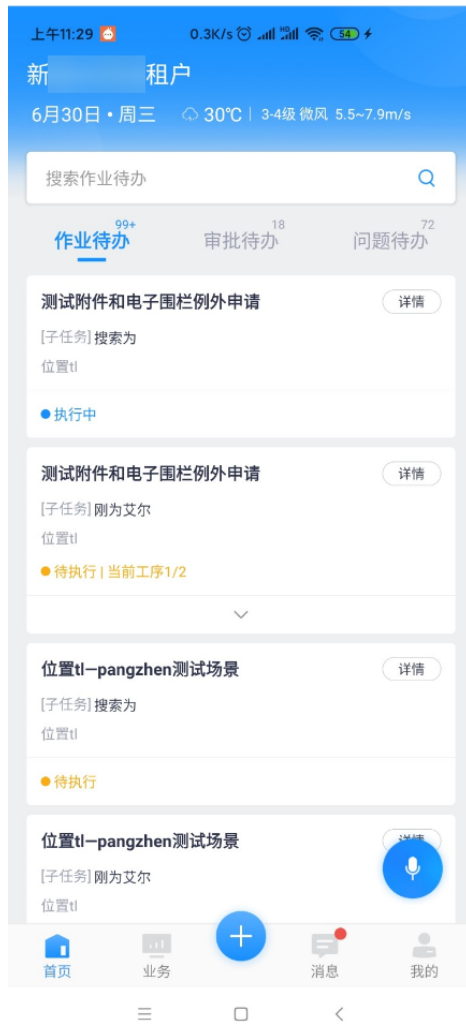 上午11:29 0.3K/s HD 54
新 租户
6月30日•周三 30℃ | 3-4级 微风 5.5~7.9m/s
搜索作业待办
作业待办 99+ 审批待办 18 问题待办 72
测试附件和电子围栏例外申请 详情
[子任务] 搜索为
位置tl
执行中
测试附件和电子围栏例外申请 详情
[子任务] 刚为艾尔
位置tl
待执行 | 当前工序1/2
位置tl—pangzhen测试场景 详情
[子任务] 搜索为
位置tl
待执行
位置tl—pangzhen测试场景
[子任务] 刚为艾尔
位置tl
首页 业务 消息 我的